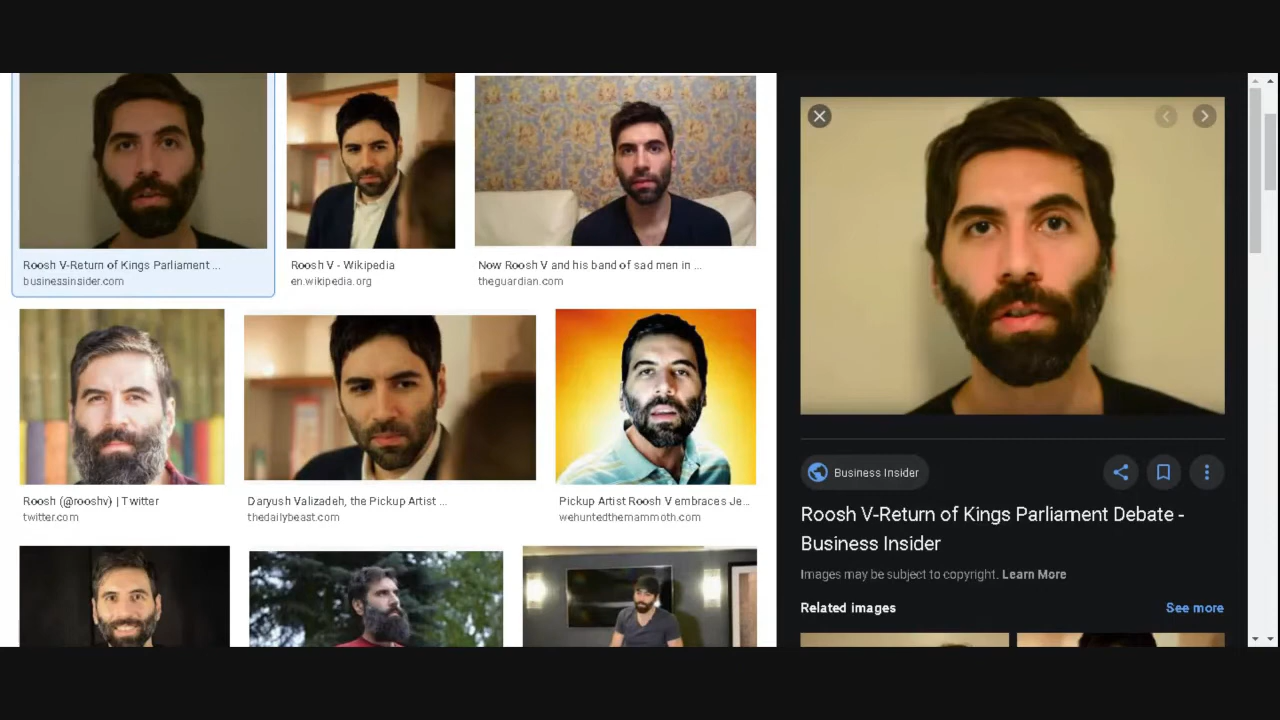 Roosh V-Return of Kings Parliament ...
businessinsider.com
Roosh V - Wikipedia
en.wikipedia.org
Now Roosh V and his band of sad men in ...
theguardian.com
Roosh (@rooshv) | Twitter
twitter.com
Daryush Valizadeh, the Pickup Artist ...
thedailybeast.com
Pickup Artist Roosh V embraces Je...
wehuntedthemammoth.com
Business Insider
Roosh V-Return of Kings Parliament Debate -
Business Insider
Images may be subject to copyright. Learn More
Related images
See more